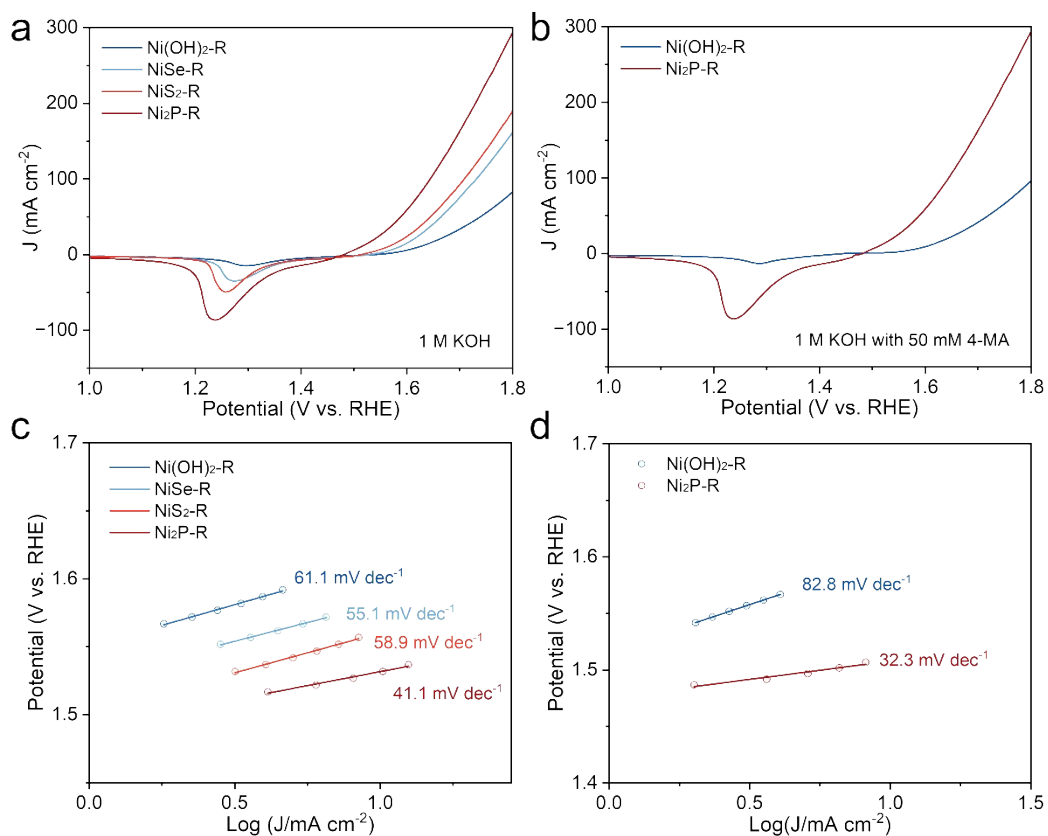 a
300
200
100
0
−100
J (mA cm⁻²)
Ni(OH)₂-R
NiSe-R
NiS₂-R
Ni₂P-R
1 M KOH
1.0 1.2 1.4 1.6 1.8
Potential (V vs. RHE)
b
300
200
100
0
−100
J (mA cm⁻²)
Ni(OH)₂-R
Ni₂P-R
1 M KOH with 50 mM 4-MA
1.0 1.2 1.4 1.6 1.8
Potential (V vs. RHE)
c
1.7
1.6
1.5
Potential (V vs. RHE)
Ni(OH)₂-R
NiSe-R
NiS₂-R
Ni₂P-R
61.1 mV dec⁻¹
55.1 mV dec⁻¹
58.9 mV dec⁻¹
41.1 mV dec⁻¹
0.0 0.5 1.0
Log (J/mA cm⁻²)
d
1.7
1.6
1.5
1.4
Potential (V vs. RHE)
Ni(OH)₂-R
Ni₂P-R
82.8 mV dec⁻¹
32.3 mV dec⁻¹
0.0 0.5 1.0 1.5
Log(J/mA cm⁻²)